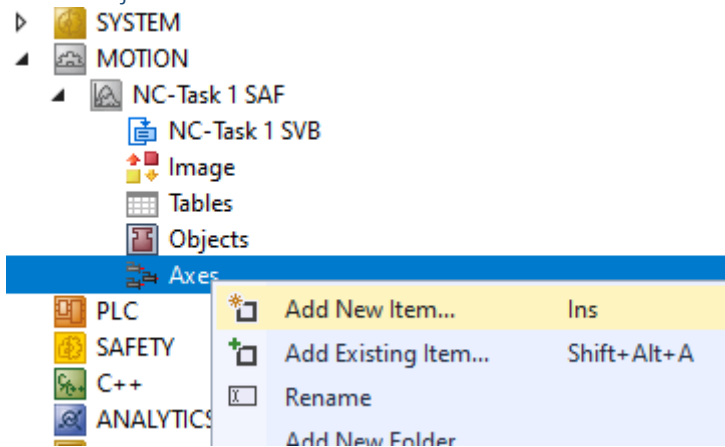 SYSTEM
MOTION
NC-Task 1 SAF
NC-Task 1 SVB
Image
Tables
Objects
Axes
PLC
Add New Item... Ins
SAFETY
Add Existing Item... Shift+Alt+A
C++
Rename
ANALYTICS
Add New Folder